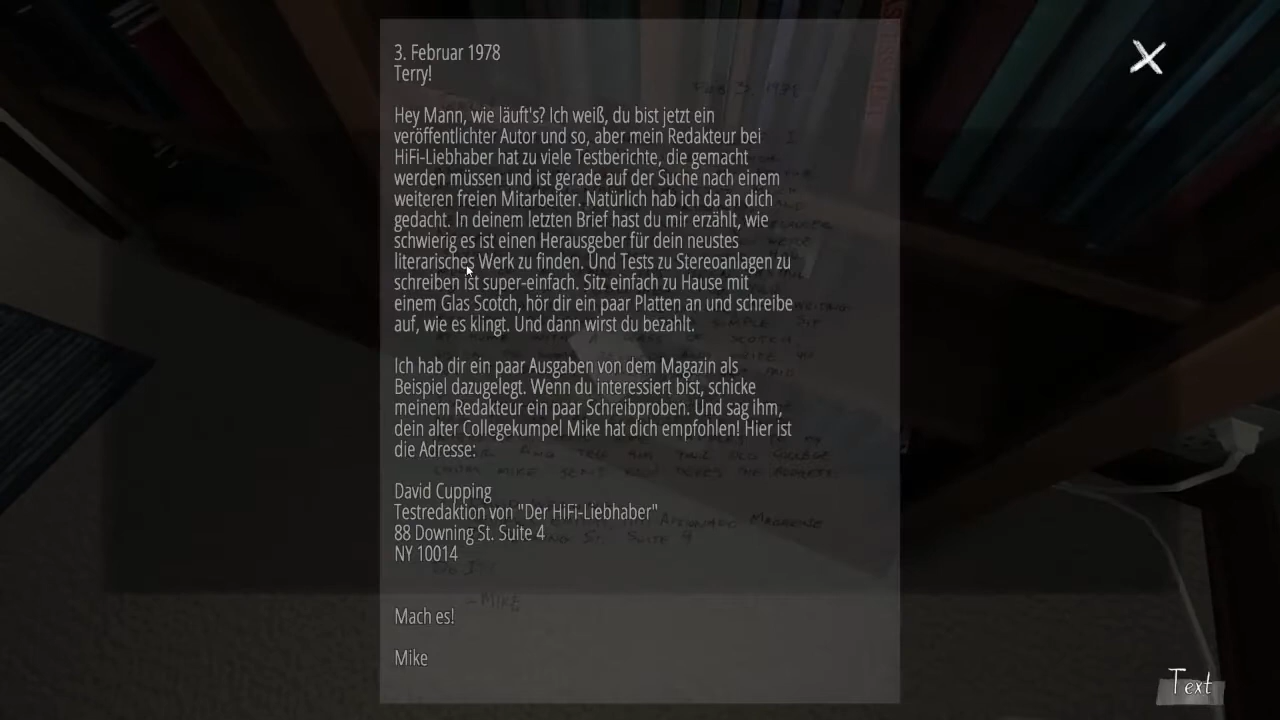 3. Februar 1978
Terry!
Hey Mann, wie läuft's? Ich weiß, du bist jetzt ein
veröffentlichter Autor und so, aber mein Redakteur bei
HiFi-Liebhaber hat zu viele Testberichte, die gemacht
werden müssen und ist gerade auf der Suche nach einem
weiteren freien Mitarbeiter. Natürlich hab ich da an dich
gedacht. In deinem letzten Brief hast du mir erzählt, wie
schwierig es ist einen Herausgeber für dein neustes
literarisches Werk zu finden. Und Tests zu Stereoanlagen zu
schreiben ist super-einfach. Sitz einfach zu Hause mit
einem Glas Scotch, hör dir ein paar Platten an und schreibe
auf, wie es klingt. Und dann wirst du bezahlt.
Ich hab dir ein paar Ausgaben von dem Magazin als
Beispiel dazugelegt. Wenn du interessiert bist, schicke
meinem Redakteur ein paar Schreibproben. Und sag ihm,
dein alter Collegekumpel Mike hat dich empfohlen! Hier ist
die Adresse:
David Cupping
Testredaktion von "Der HiFi-Liebhaber"
88 Downing St. Suite 4
NY 10014
Mach es!
Mike
Text